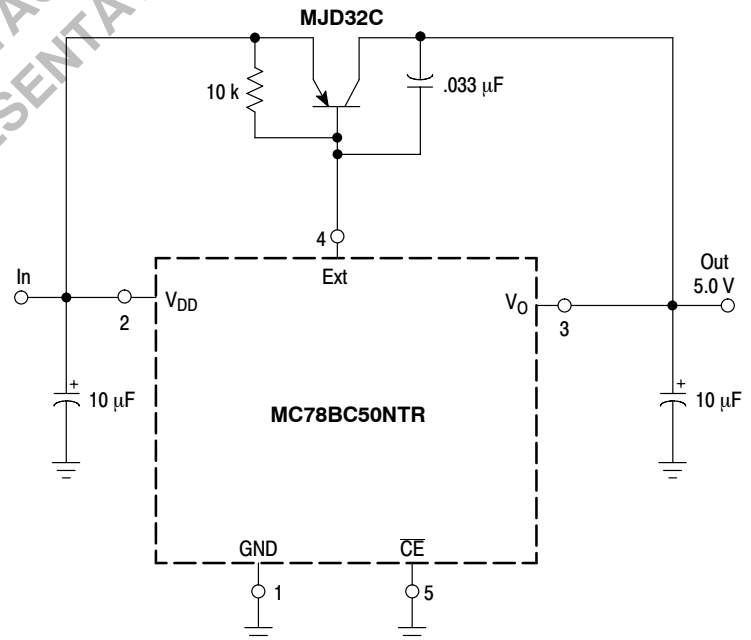 MJD32C
10 k
.033 μF
4
Ext
In
Out
5.0 V
V_DD
V_O
2
3
+
10 μF
+
10 μF
MC78BC50NTR
GND
C̅E̅
1
5